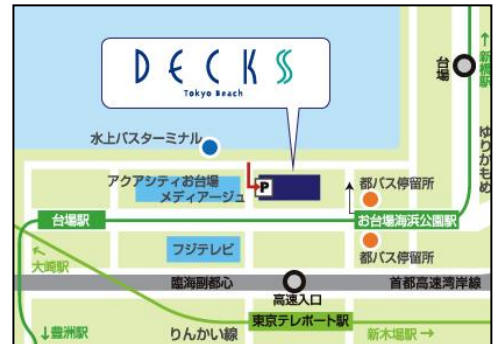 DECKS
Tokyo Beach
台場
↑新橋駅
ゆりかもめ
水上バスターミナル
アクアシティお台場
メディアージュ
P
都バス停留所
台場駅
お台場海浜公園駅
フジテレビ
都バス停留所
大崎駅
臨海副都心
首都高速湾岸線
高速入口
東京テレポート駅
↓豊洲駅
りんかい線
新木場駅→